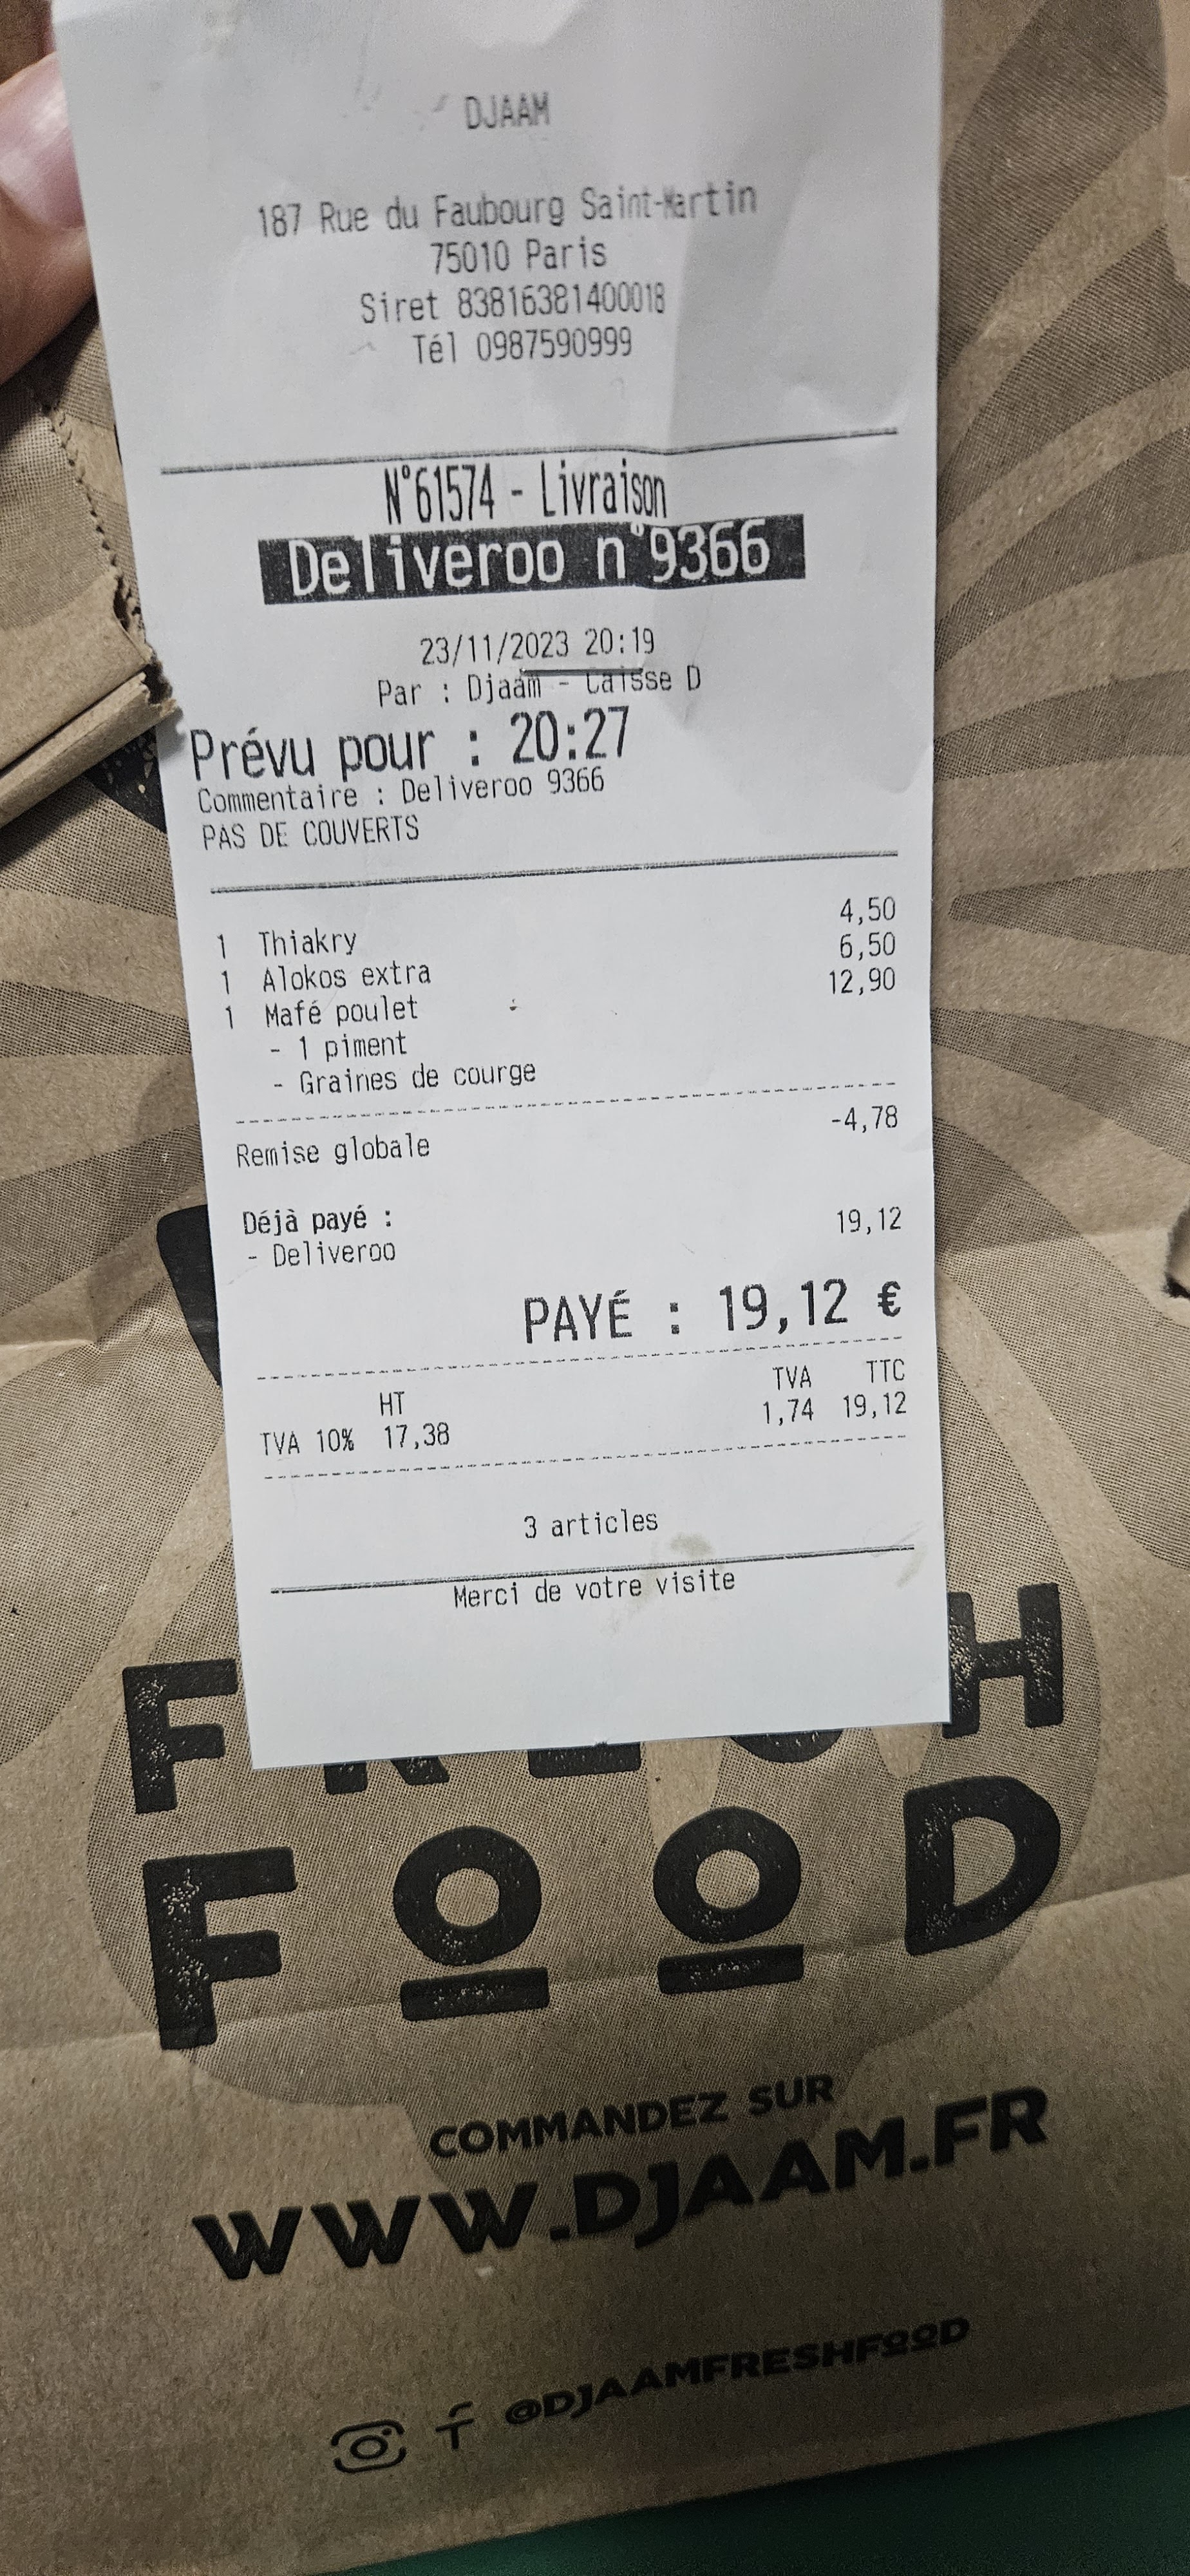 DJAAM
187 Rue du Faubourg Saint-Martin
75010 Paris
Siret 83816381400018
Tél 0987590999
N°61574 - Livraison
Deliveroo n°9366
23/11/2023 20:19
Par : Djaam - Caisse D
Prévu pour : 20:27
Commentaire : Deliveroo 9366
PAS DE COUVERTS
1 Thiakry 4,50
1 Alokos extra 6,50
1 Mafé poulet 12,90
- 1 piment
- Graines de courge
Remise globale -4,78
Déjà payé :
- Deliveroo 19,12
PAYÉ : 19,12 €
HT TVA TTC
TVA 10% 17,38 1,74 19,12
3 articles
Merci de votre visite
FRESH
FOOD
COMMANDEZ SUR
WWW.DJAAM.FR
@DJAAMFRESHFOOD